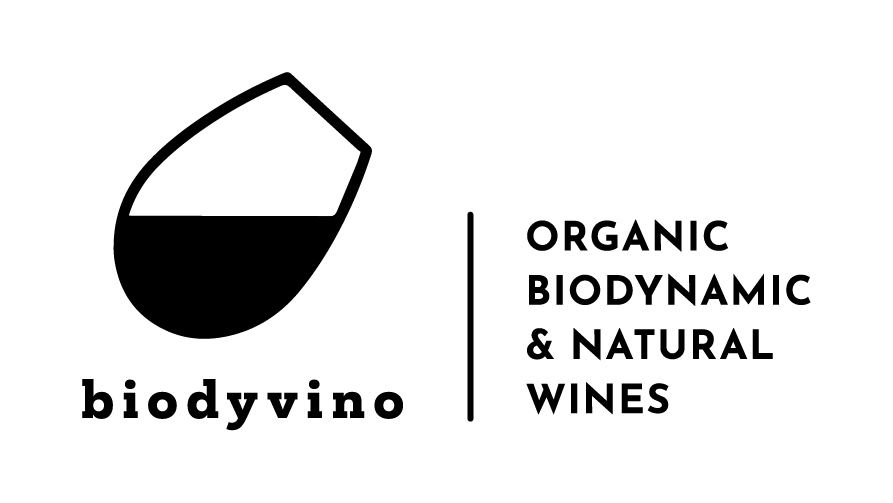 biodyvino
ORGANIC
BIODYNAMIC
& NATURAL
WINES